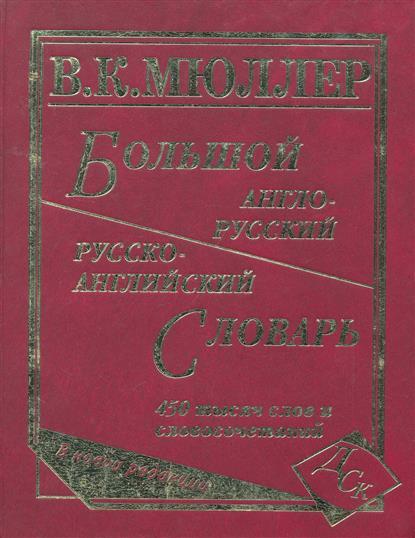 В.К.МЮЛЛЕР
БОЛЬШОЙ
АНГЛО-
РУССКИЙ
РУССКО-
АНГЛИЙСКИЙ
СЛОВАРЬ
450 тысяч слов и
словосочетаний
В новой редакции
ДСК